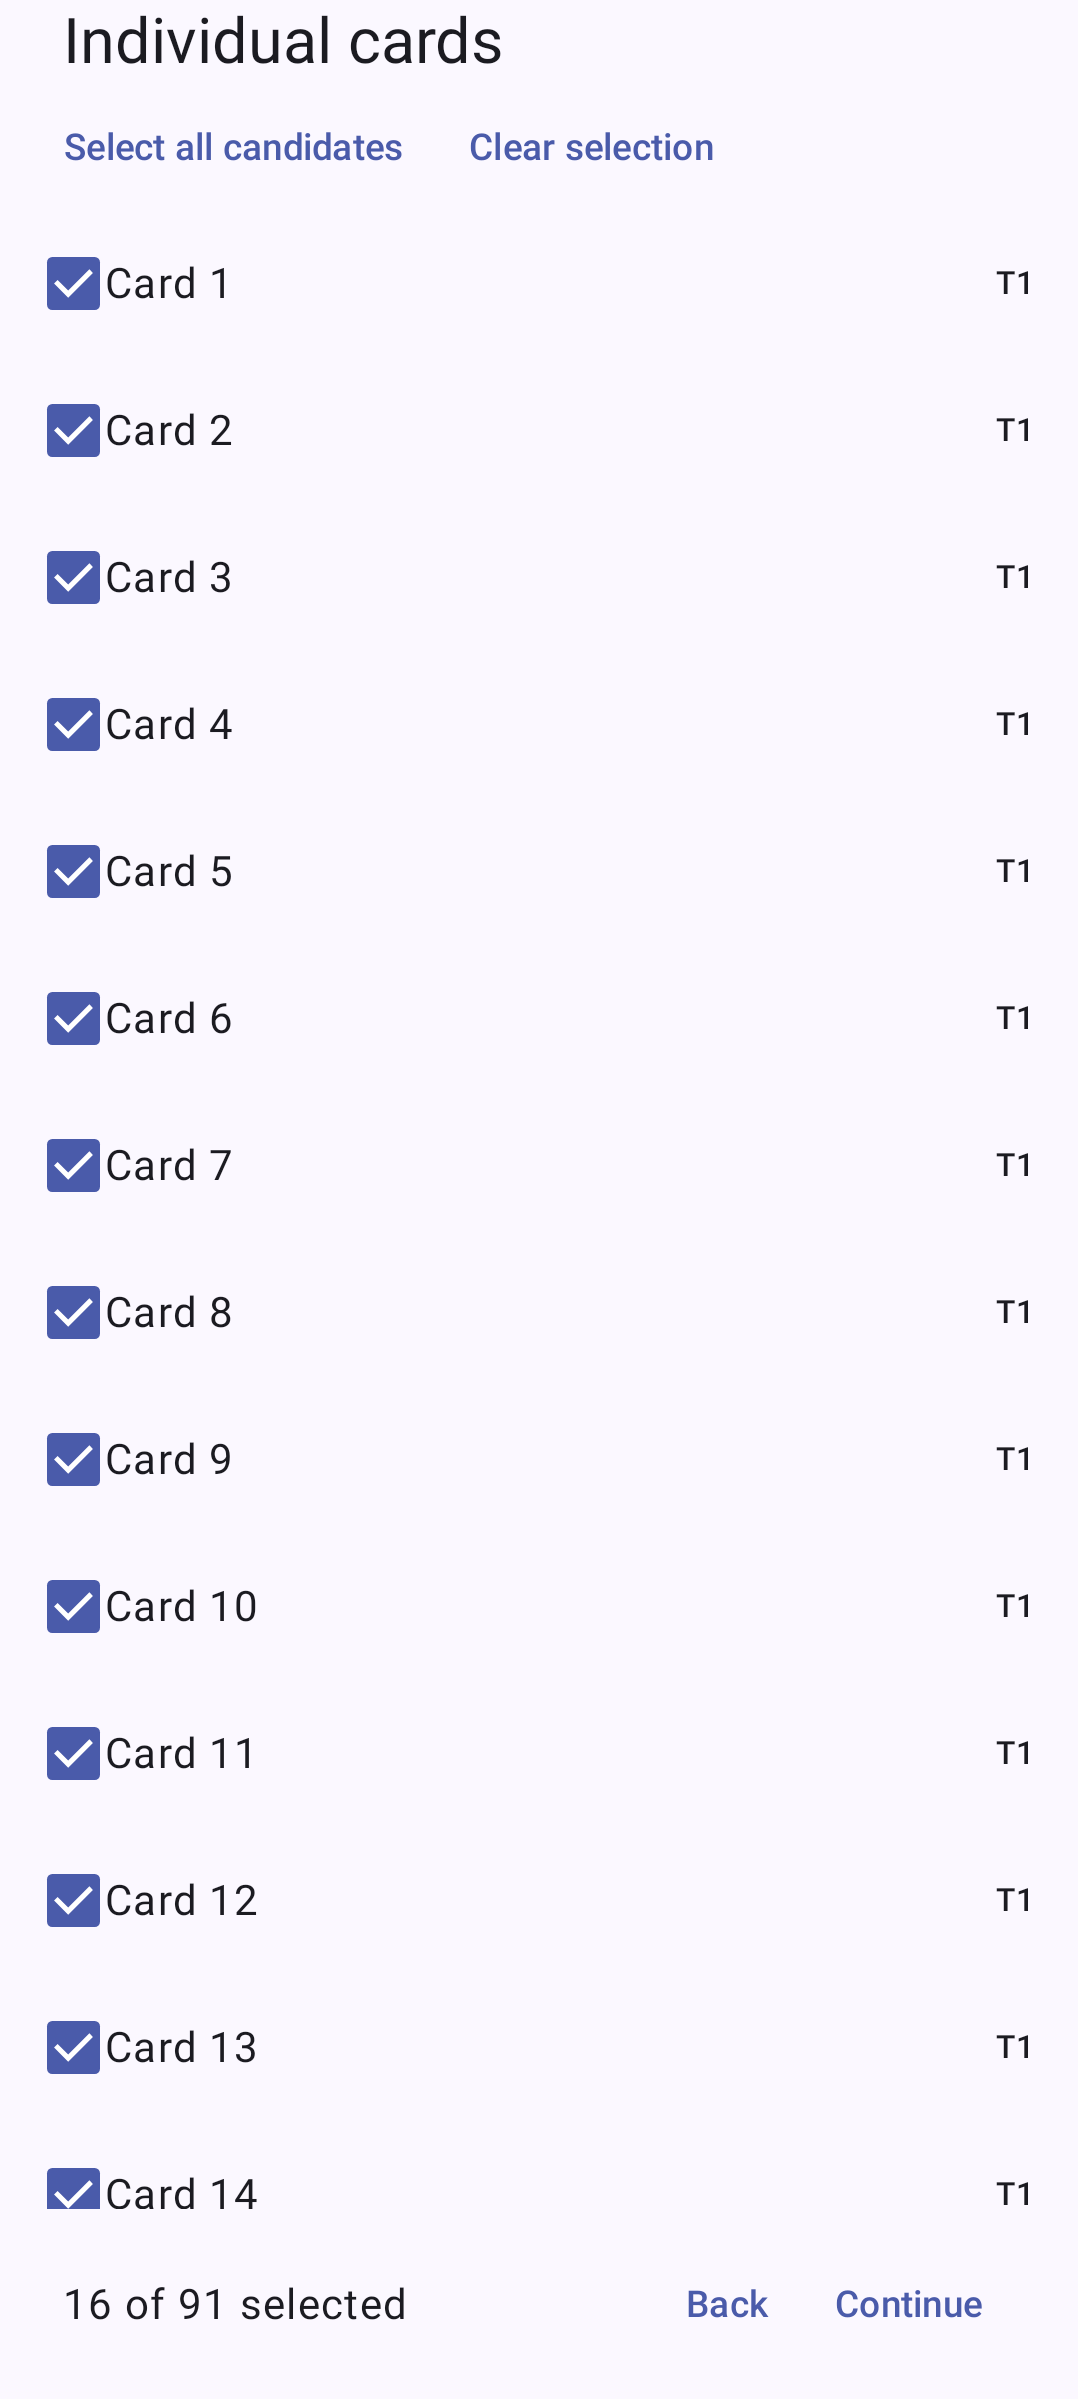 Individual cards
Select all candidates Clear selection
Card 1 T1
Card 2 T1
Card 3 T1
Card 4 T1
Card 5 T1
Card 6 T1
Card 7 T1
Card 8 T1
Card 9 T1
Card 10 T1
Card 11 T1
Card 12 T1
Card 13 T1
Card 14 T1
16 of 91 selected Back Continue